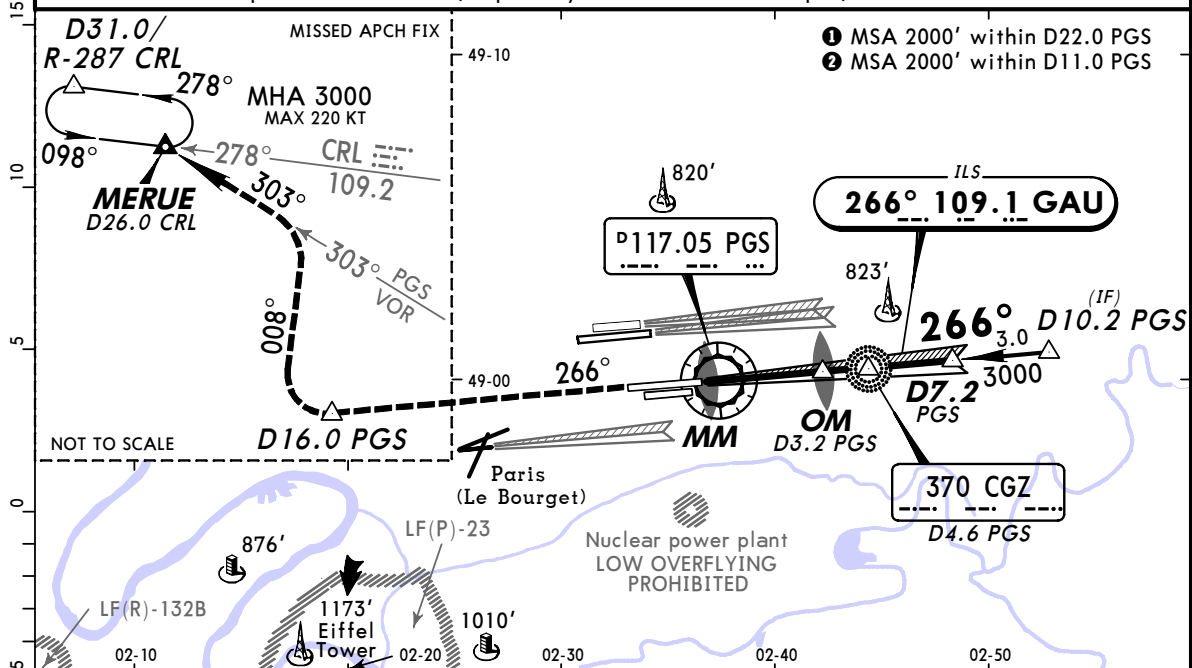 15
D31.0/
R-287 CRL
MISSED APCH FIX
49-10
❶ MSA 2000' within D22.0 PGS
❷ MSA 2000' within D11.0 PGS
278°
MHA 3000
MAX 220 KT
098°
278°
CRL
109.2
10
MERUE
D26.0 CRL
303°
303° PGS
VOR
008°
820'
ᴰ117.05 PGS
ILS
266° 109.1 GAU
823'
266°
3.0
(IF)
D10.2 PGS
3000
5
266°
49-00
D7.2
PGS
MM
OM
D3.2 PGS
NOT TO SCALE
D16.0 PGS
Paris
(Le Bourget)
370 CGZ
D4.6 PGS
0
LF(P)-23
Nuclear power plant
LOW OVERFLYING
PROHIBITED
876'
LF(R)-132B
1173'
Eiffel
Tower
1010'
5
02-10
02-20
02-30
02-40
02-50